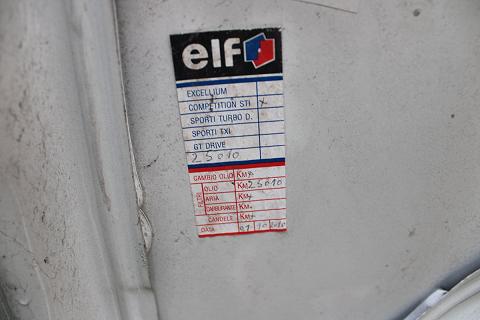 elf
EXCELLIUM
COMPETITION STI x
SPORTI TURBO D.
SPORTI TXI
GT DRIVE
25010
CAMBIO OLIO KM x
FILTRI
OLIO KM 25010
ARIA KM x
CARBURANTE KM
CANDELE KM x
DATA